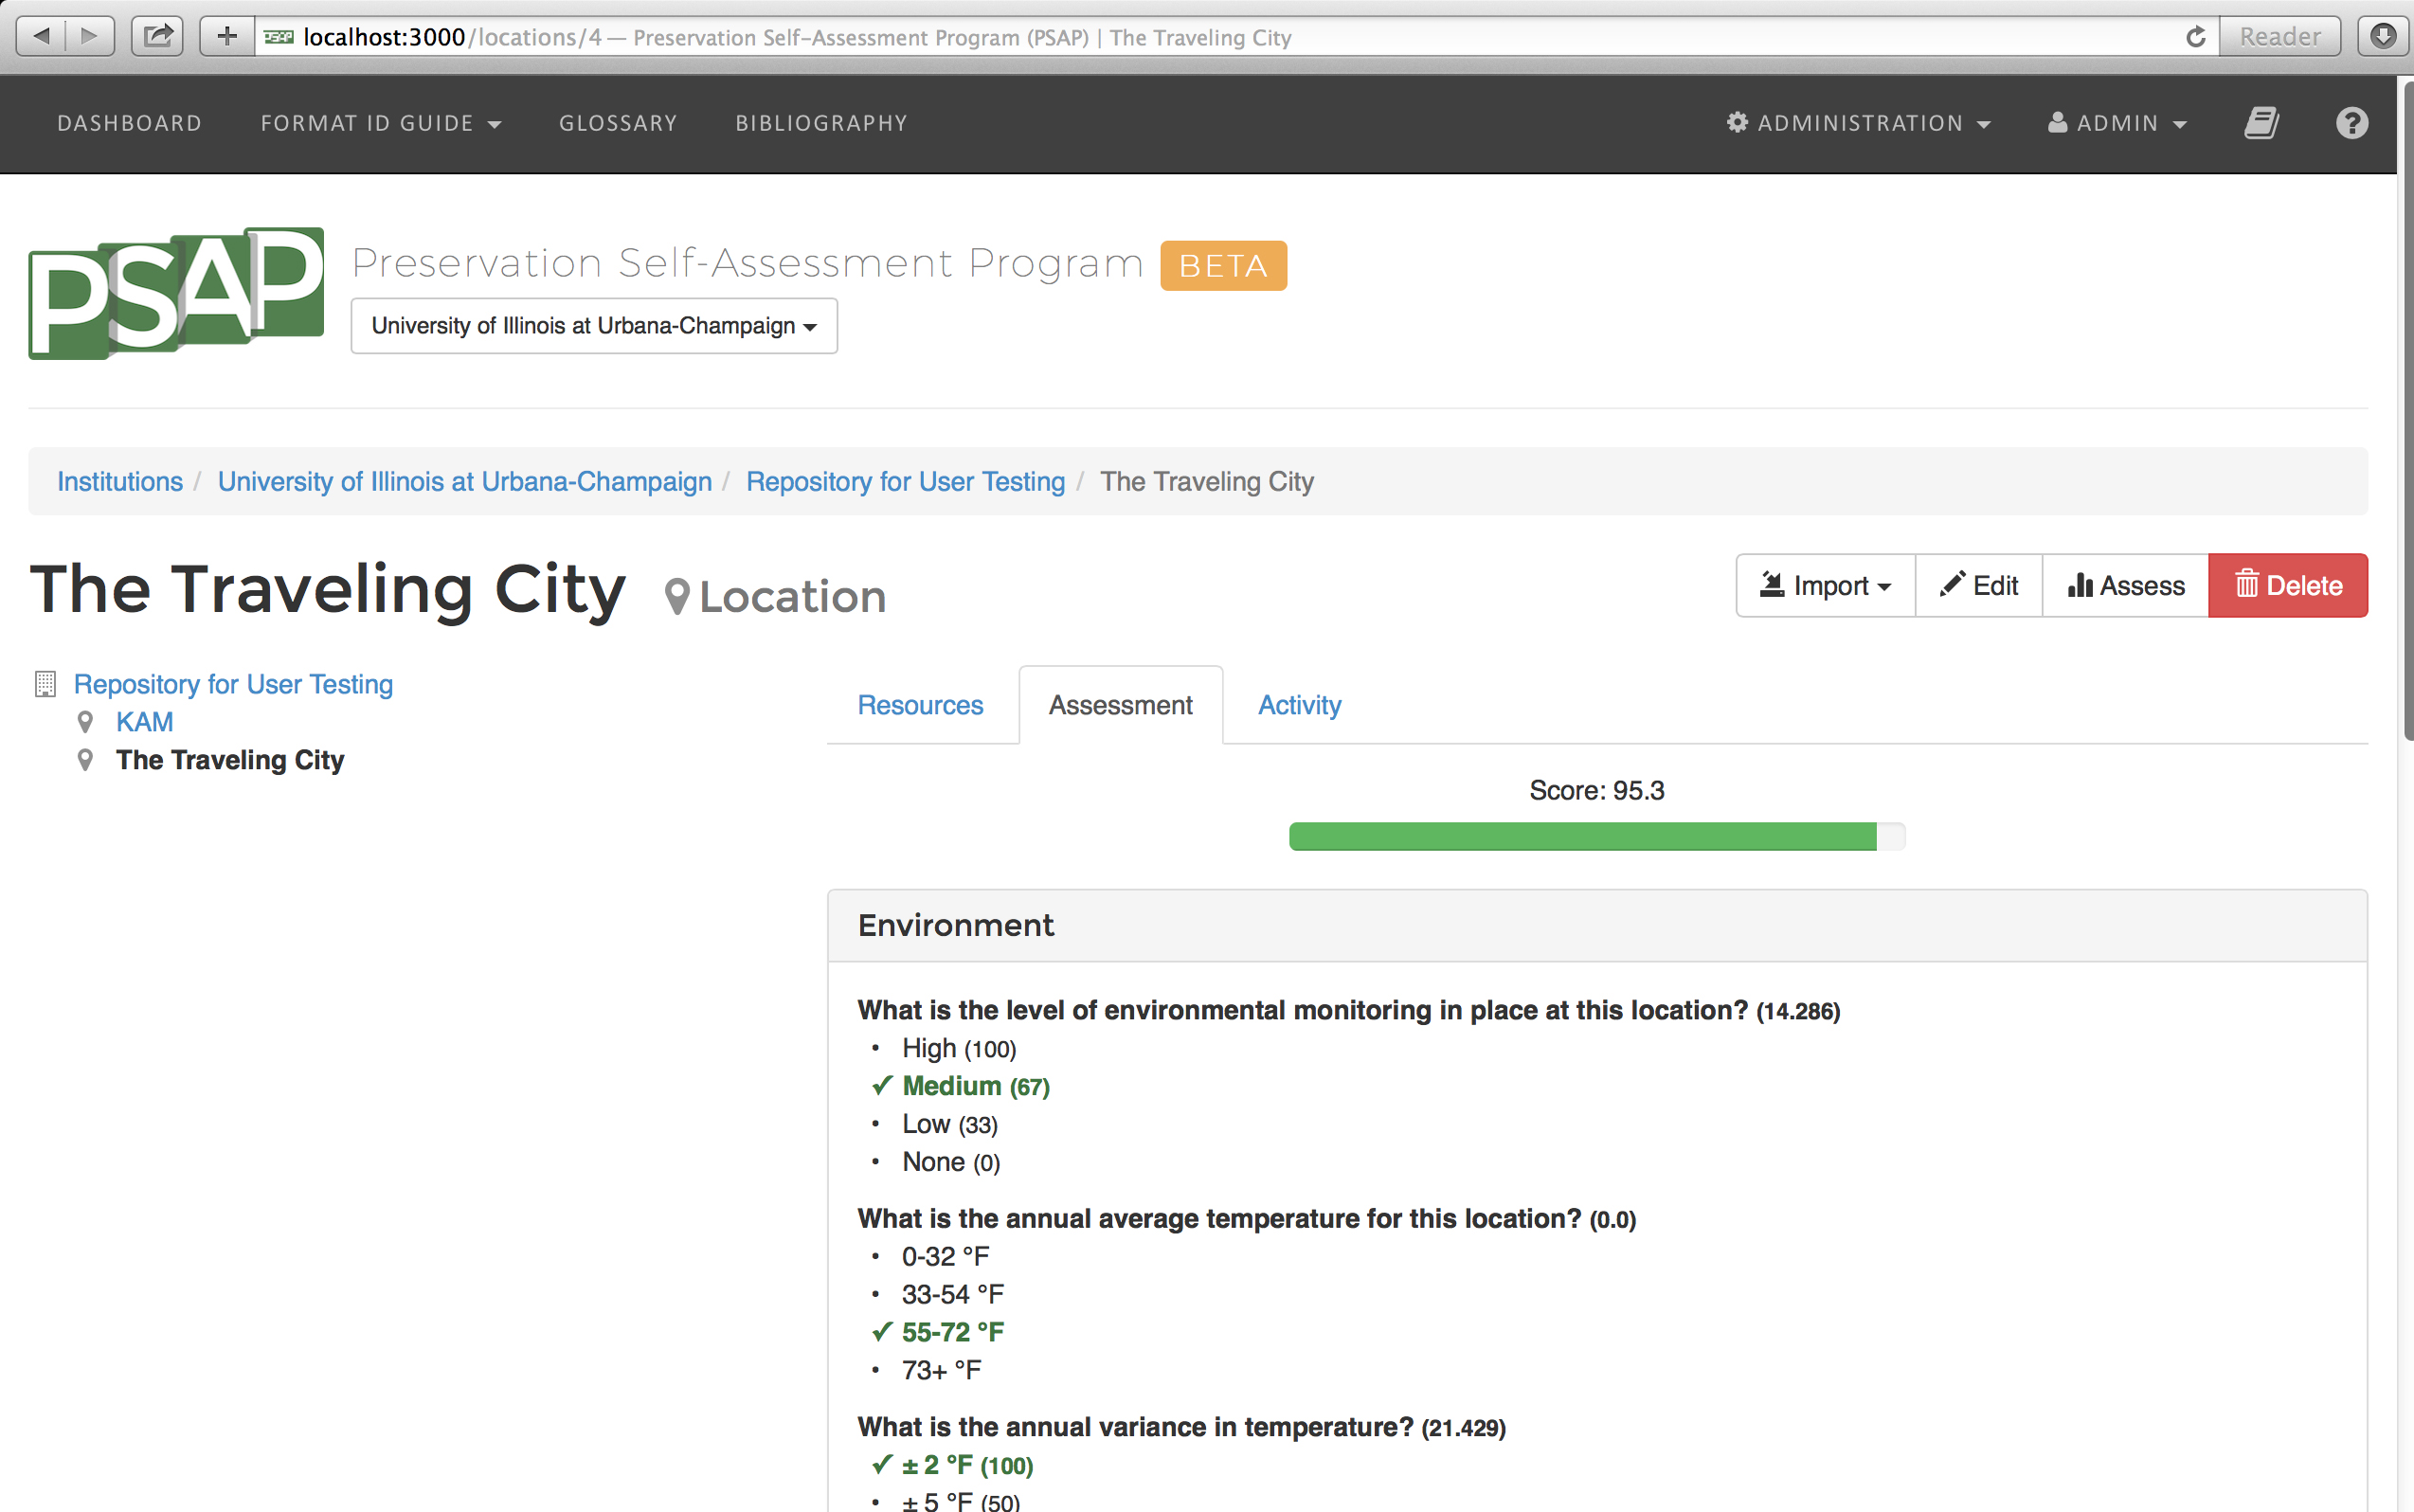 localhost:3000/locations/4 — Preservation Self-Assessment Program (PSAP) | The Traveling City
Reader
DASHBOARD FORMAT ID GUIDE GLOSSARY BIBLIOGRAPHY ADMINISTRATION ADMIN
PSAP
Preservation Self-Assessment Program BETA
University of Illinois at Urbana-Champaign
Institutions / University of Illinois at Urbana-Champaign / Repository for User Testing / The Traveling City
The Traveling City Location
Import Edit Assess Delete
Repository for User Testing
KAM
The Traveling City
Resources Assessment Activity
Score: 95.3
Environment
What is the level of environmental monitoring in place at this location? (14.286)
• High (100)
✓ Medium (67)
• Low (33)
• None (0)
What is the annual average temperature for this location? (0.0)
• 0-32 °F
• 33-54 °F
✓ 55-72 °F
• 73+ °F
What is the annual variance in temperature? (21.429)
✓ ± 2 °F (100)
• ± 5 °F (50)